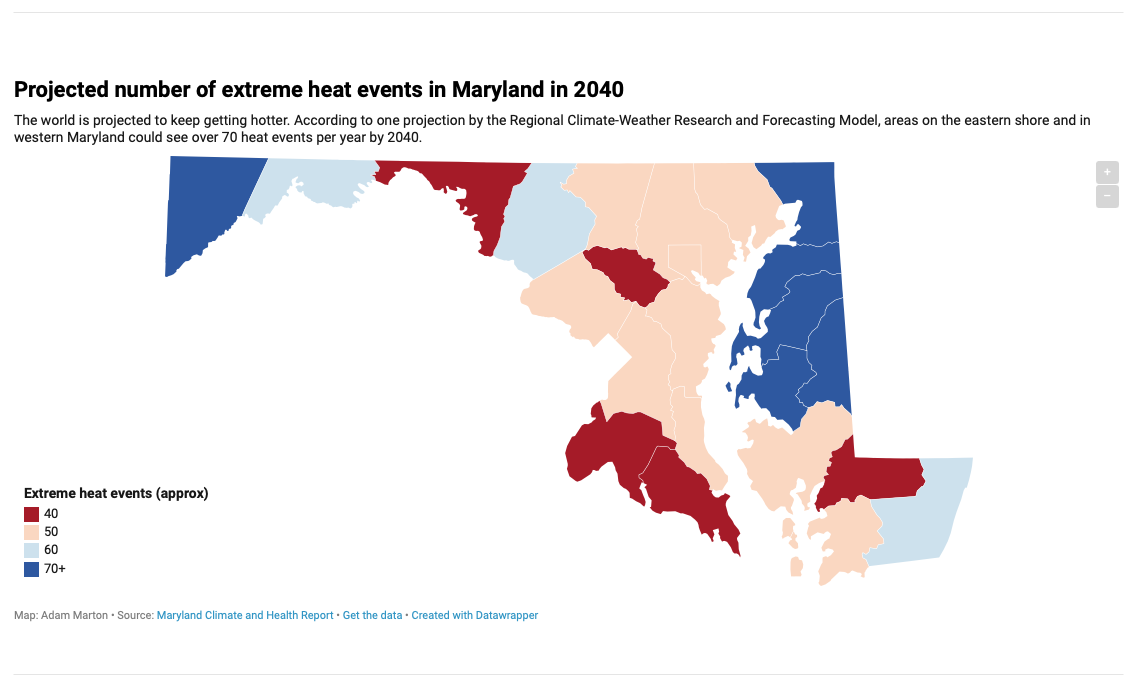 Projected number of extreme heat events in Maryland in 2040
The world is projected to keep getting hotter. According to one projection by the Regional Climate-Weather Research and Forecasting Model, areas on the eastern shore and in
western Maryland could see over 70 heat events per year by 2040.
+
−
Extreme heat events (approx)
40
50
60
70+
Map: Adam Marton • Source: Maryland Climate and Health Report • Get the data • Created with Datawrapper